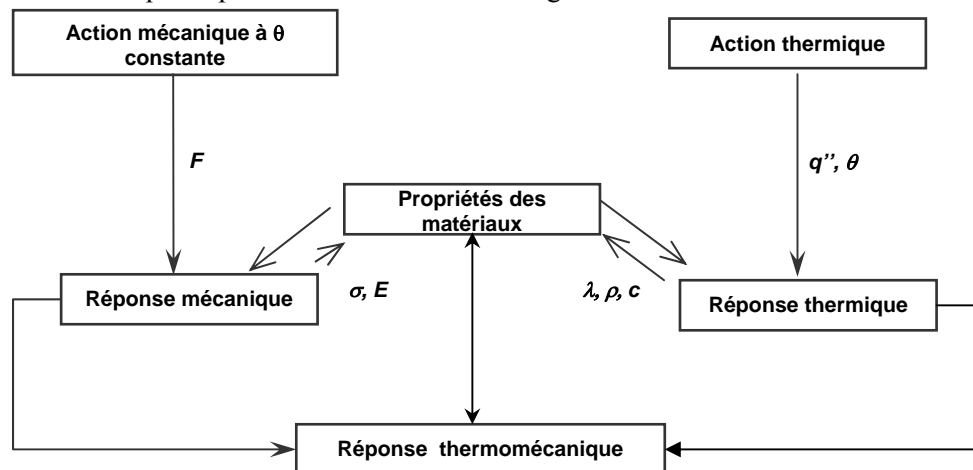 Action mécanique à θ
constante
Action thermique
F
q’’, θ
Propriétés des
matériaux
Réponse mécanique
σ, E
λ, ρ, c
Réponse thermique
Réponse thermomécanique